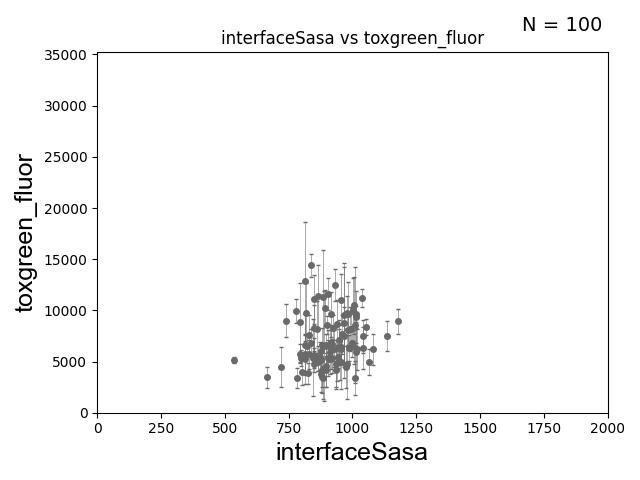 N = 100
interfaceSasa vs toxgreen_fluor
35000
30000
25000
20000
15000
10000
5000
0
toxgreen_fluor
0 250 500 750 1000 1250 1500 1750 2000
interfaceSasa